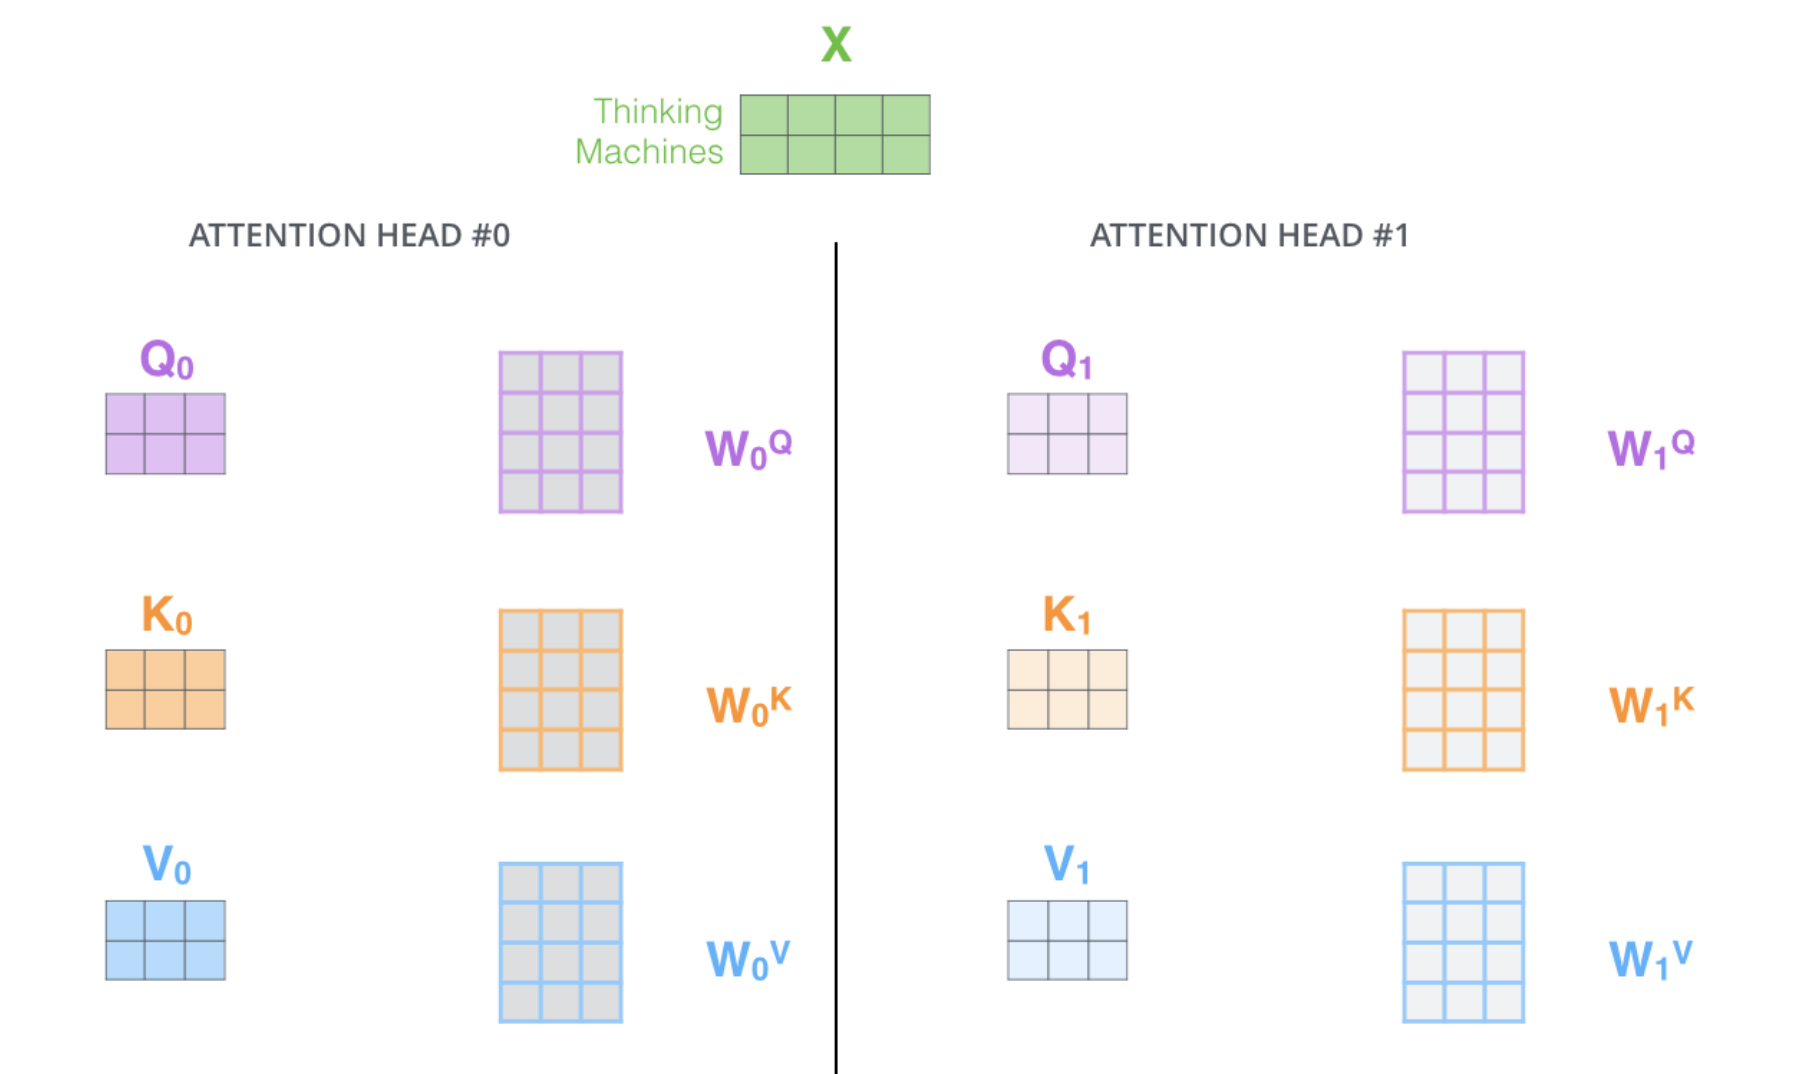 X
Thinking
Machines
ATTENTION HEAD #0
ATTENTION HEAD #1
Q₀
W₀Q
K₀
W₀K
V₀
W₀V
Q₁
W₁Q
K₁
W₁K
V₁
W₁V